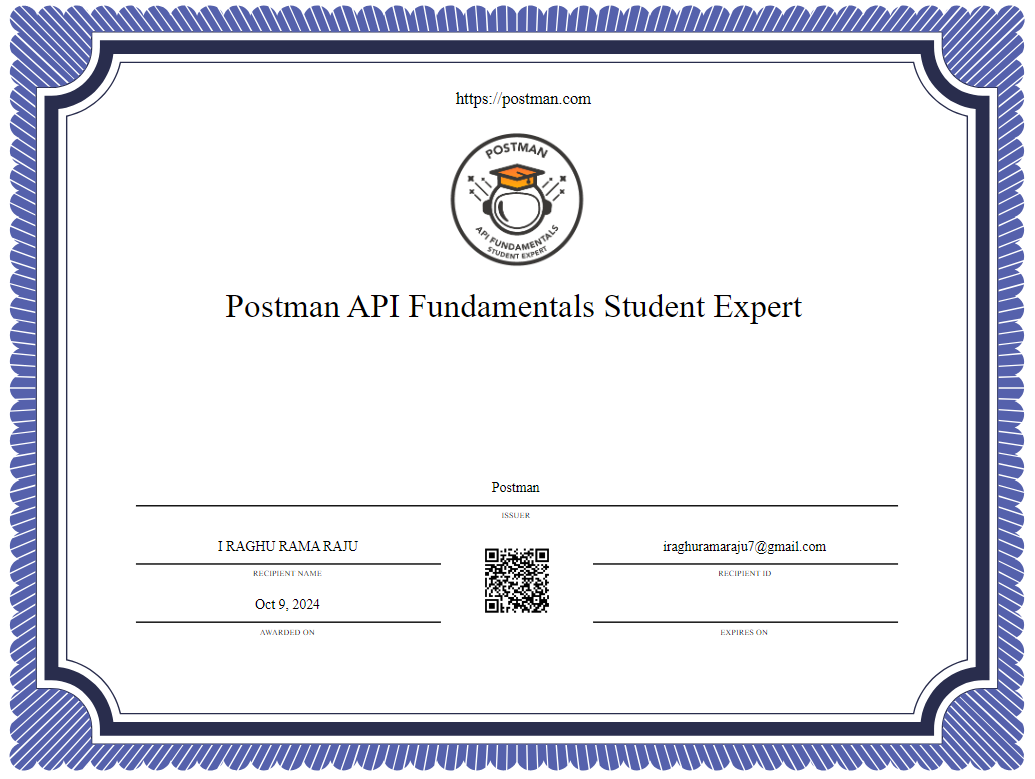 https://postman.com
POSTMAN
API FUNDAMENTALS
STUDENT EXPERT
Postman API Fundamentals Student Expert
Postman
ISSUER
I RAGHU RAMA RAJU
RECIPIENT NAME
iraghuramaraju7@gmail.com
RECIPIENT ID
Oct 9, 2024
AWARDED ON
EXPIRES ON